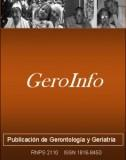 GeroInfo
Publicación de Gerontología y Geriatría
RNPS 2110 ISSN 1816-8450